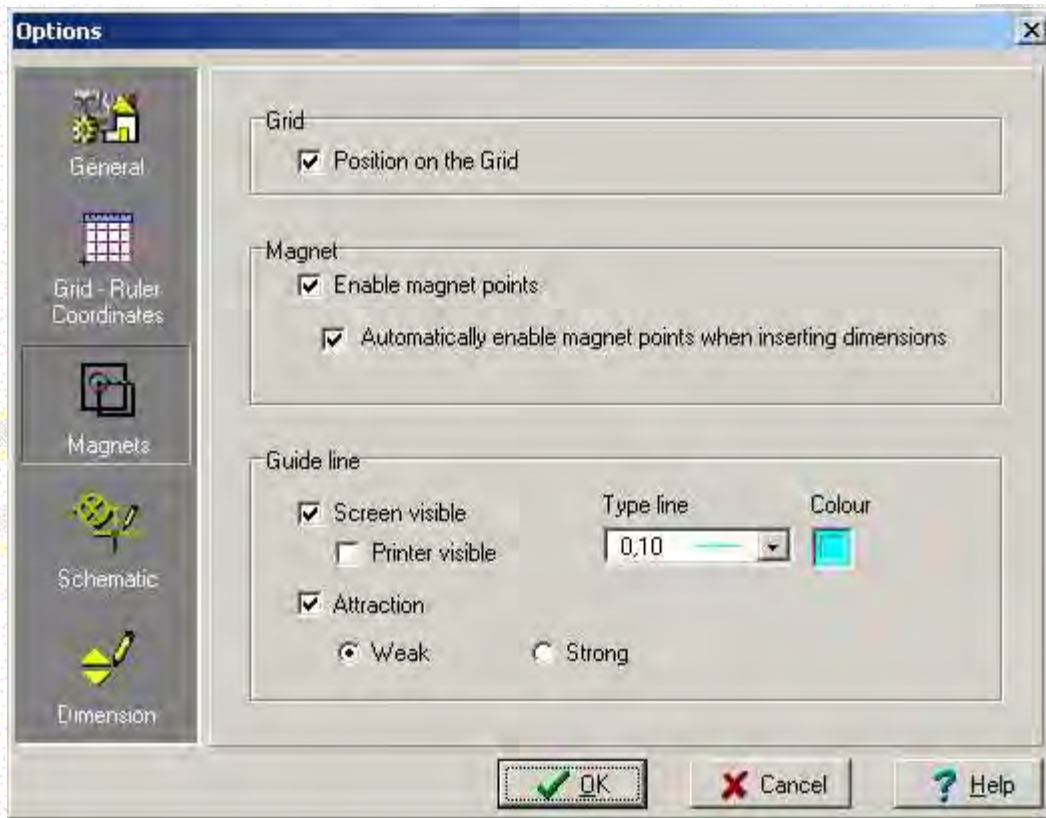 Options
General
Grid - Ruler
Coordinates
Magnets
Schematic
Dimension
Grid
Position on the Grid
Magnet
Enable magnet points
Automatically enable magnet points when inserting dimensions
Guide line
Screen visible
Type line
Colour
Printer visible
0,10
Attraction
Weak
Strong
OK
Cancel
Help